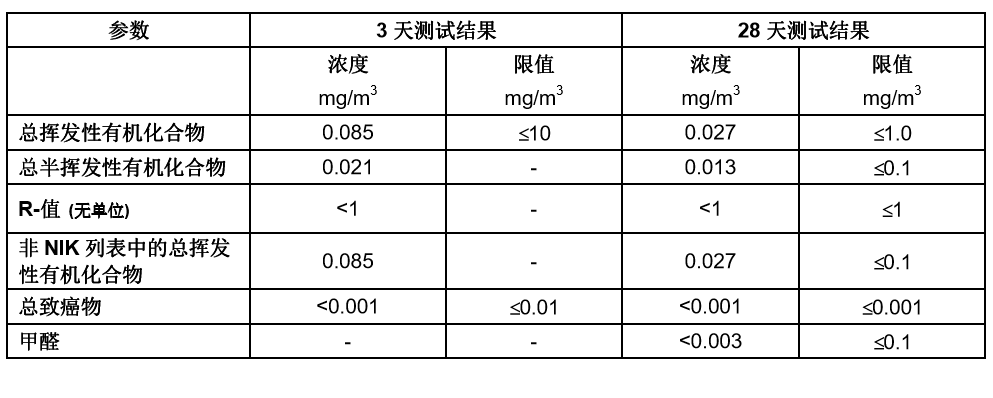 参数 3 天测试结果 28 天测试结果
浓度 限值 浓度 限值
mg/m³ mg/m³ mg/m³ mg/m³
总挥发性有机化合物 0.085 ≤10 0.027 ≤1.0
总半挥发性有机化合物 0.021 - 0.013 ≤0.1
R-值 (无单位) <1 - <1 ≤1
非 NIK 列表中的总挥发
性有机化合物 0.085 - 0.027 ≤0.1
总致癌物 <0.001 ≤0.01 <0.001 ≤0.001
甲醛 - - <0.003 ≤0.1